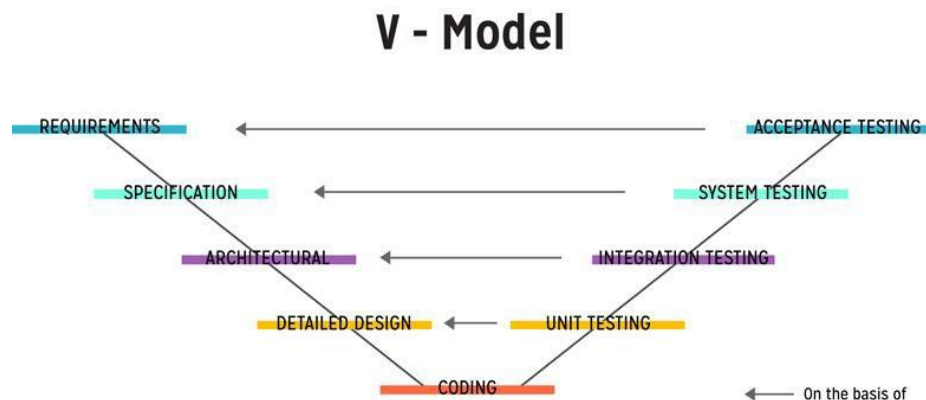 V - Model
REQUIREMENTS
ACCEPTANCE TESTING
SPECIFICATION
SYSTEM TESTING
ARCHITECTURAL
INTEGRATION TESTING
DETAILED DESIGN
UNIT TESTING
CODING
On the basis of